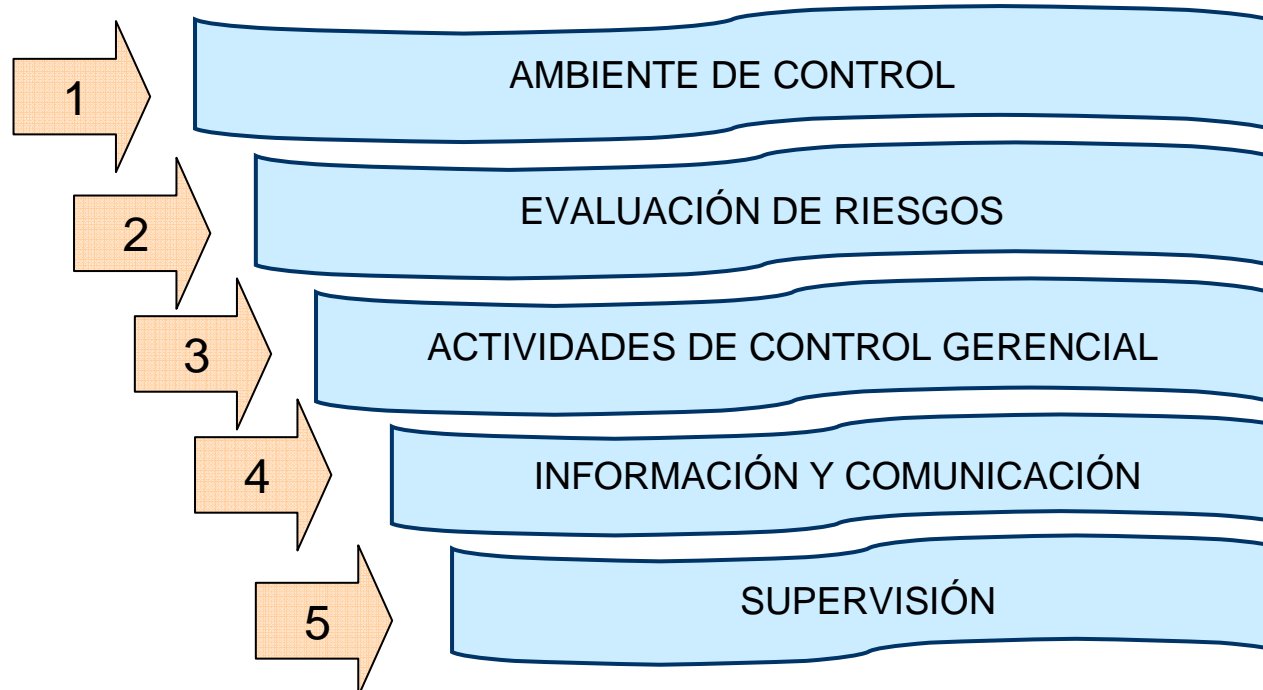 1
AMBIENTE DE CONTROL
2
EVALUACIÓN DE RIESGOS
3
ACTIVIDADES DE CONTROL GERENCIAL
4
INFORMACIÓN Y COMUNICACIÓN
5
SUPERVISIÓN